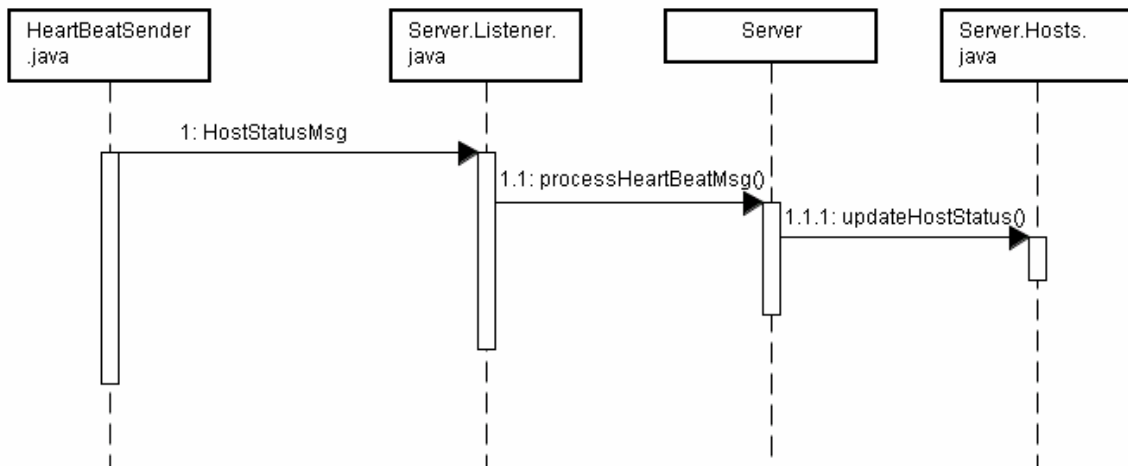 HeartBeatSender
.java
Server.Listener.
java
Server
Server.Hosts.
java
1: HostStatusMsg
1.1: processHeartBeatMsg()
1.1.1: updateHostStatus()